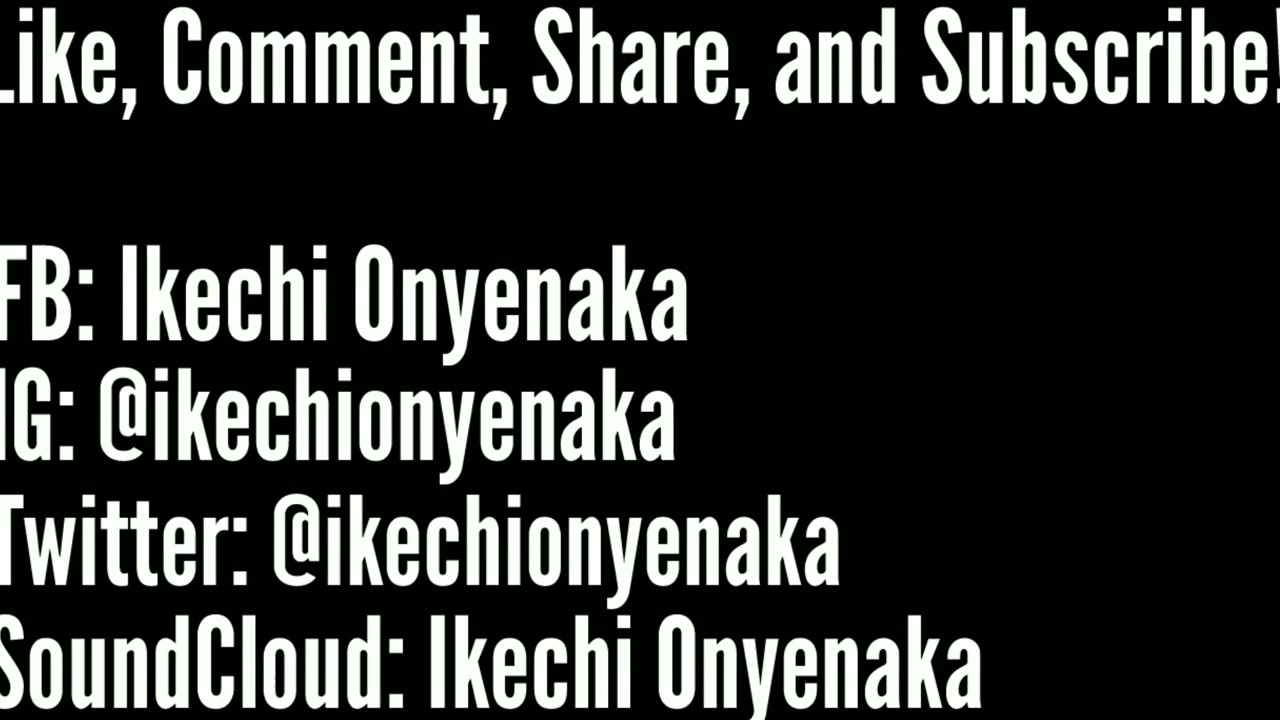 Like, Comment, Share, and Subscribe!
FB: Ikechi Onyenaka
IG: @ikechionyenaka
Twitter: @ikechionyenaka
SoundCloud: Ikechi Onyenaka